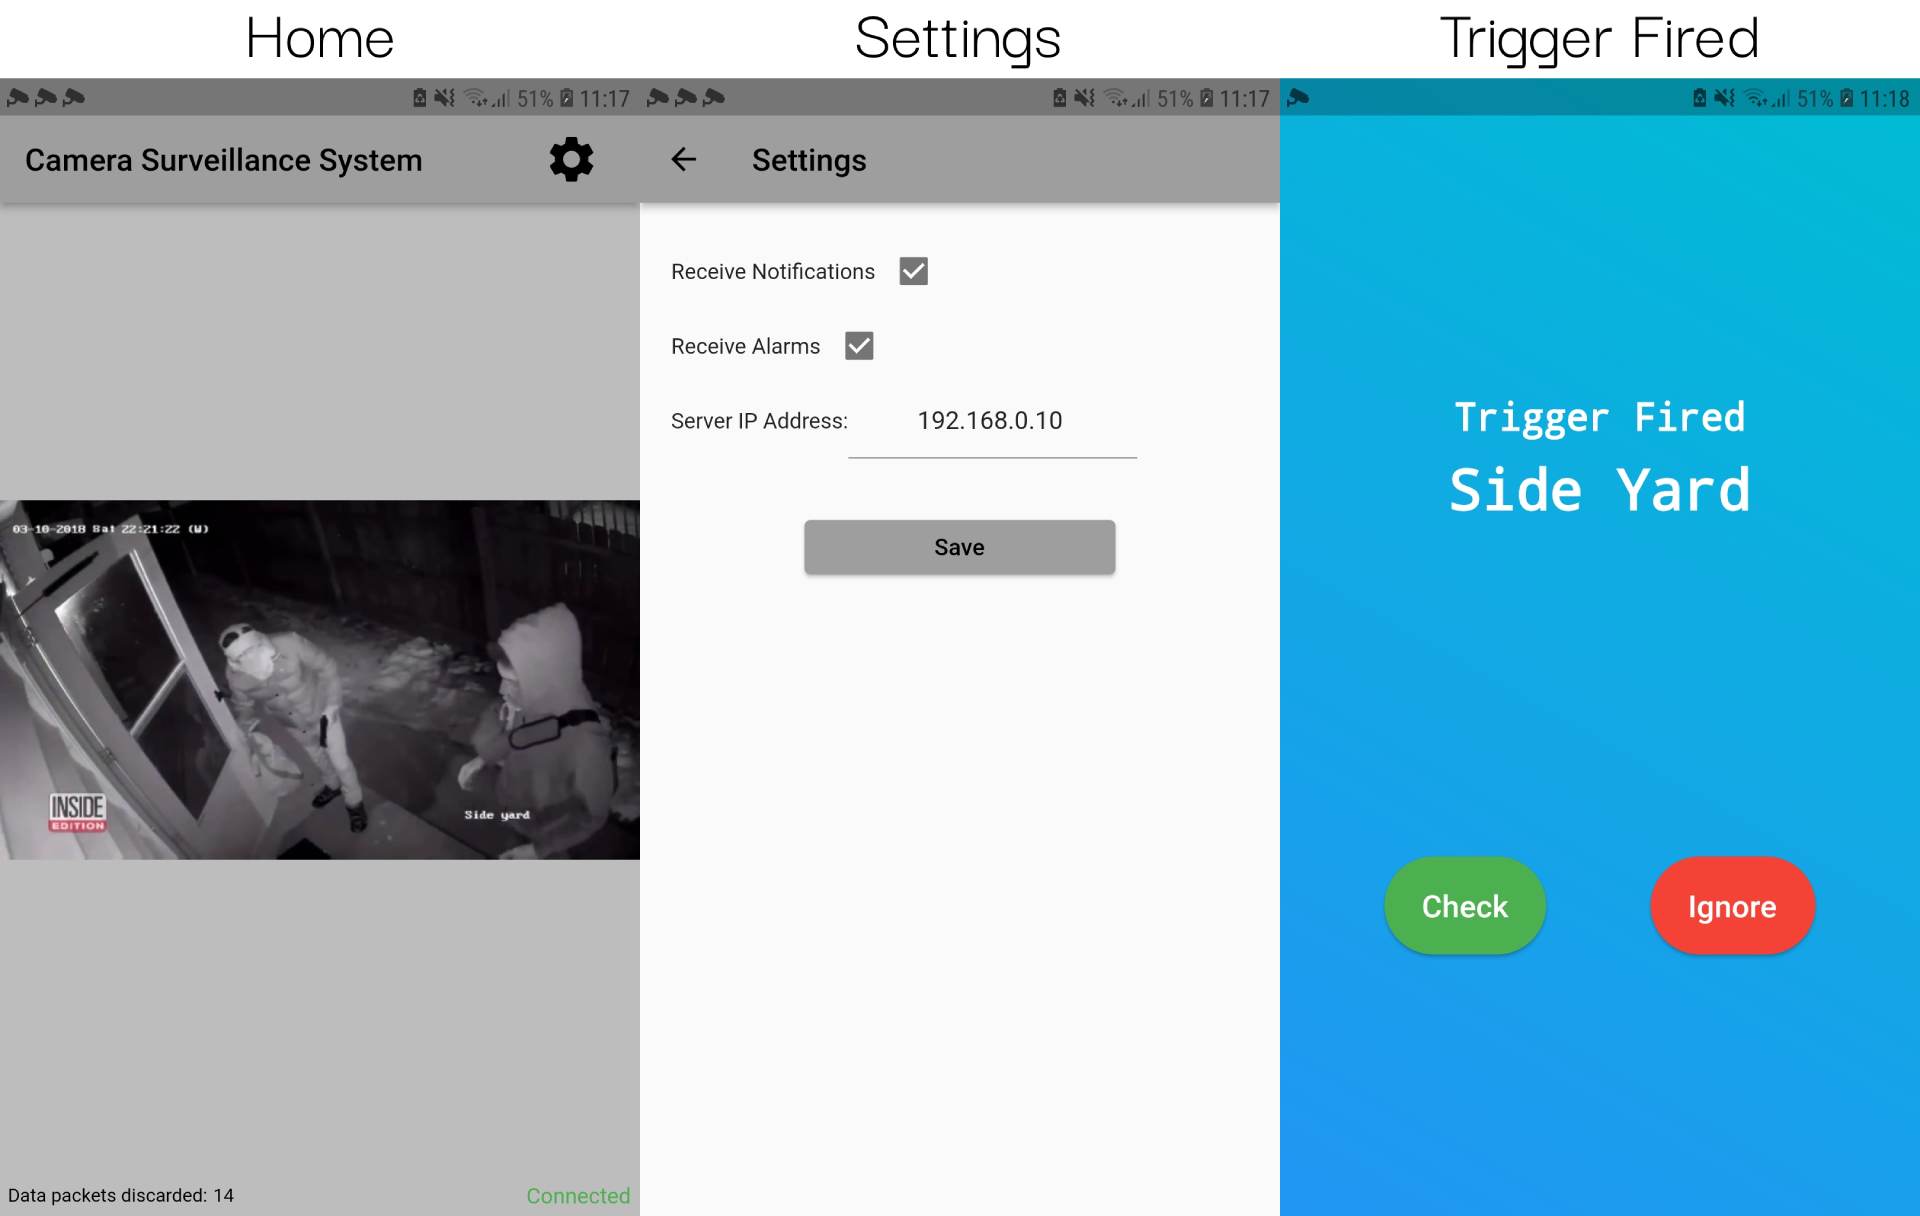 Home
51% 11:17
Camera Surveillance System
03-10-2018 Sat 22:21:22 (W)
INSIDE
EDITION
Side yard
Data packets discarded: 14
Connected
Settings
51% 11:17
Settings
Receive Notifications
Receive Alarms
Server IP Address: 192.168.0.10
Save
Trigger Fired
51% 11:18
Trigger Fired
Side Yard
Check
Ignore